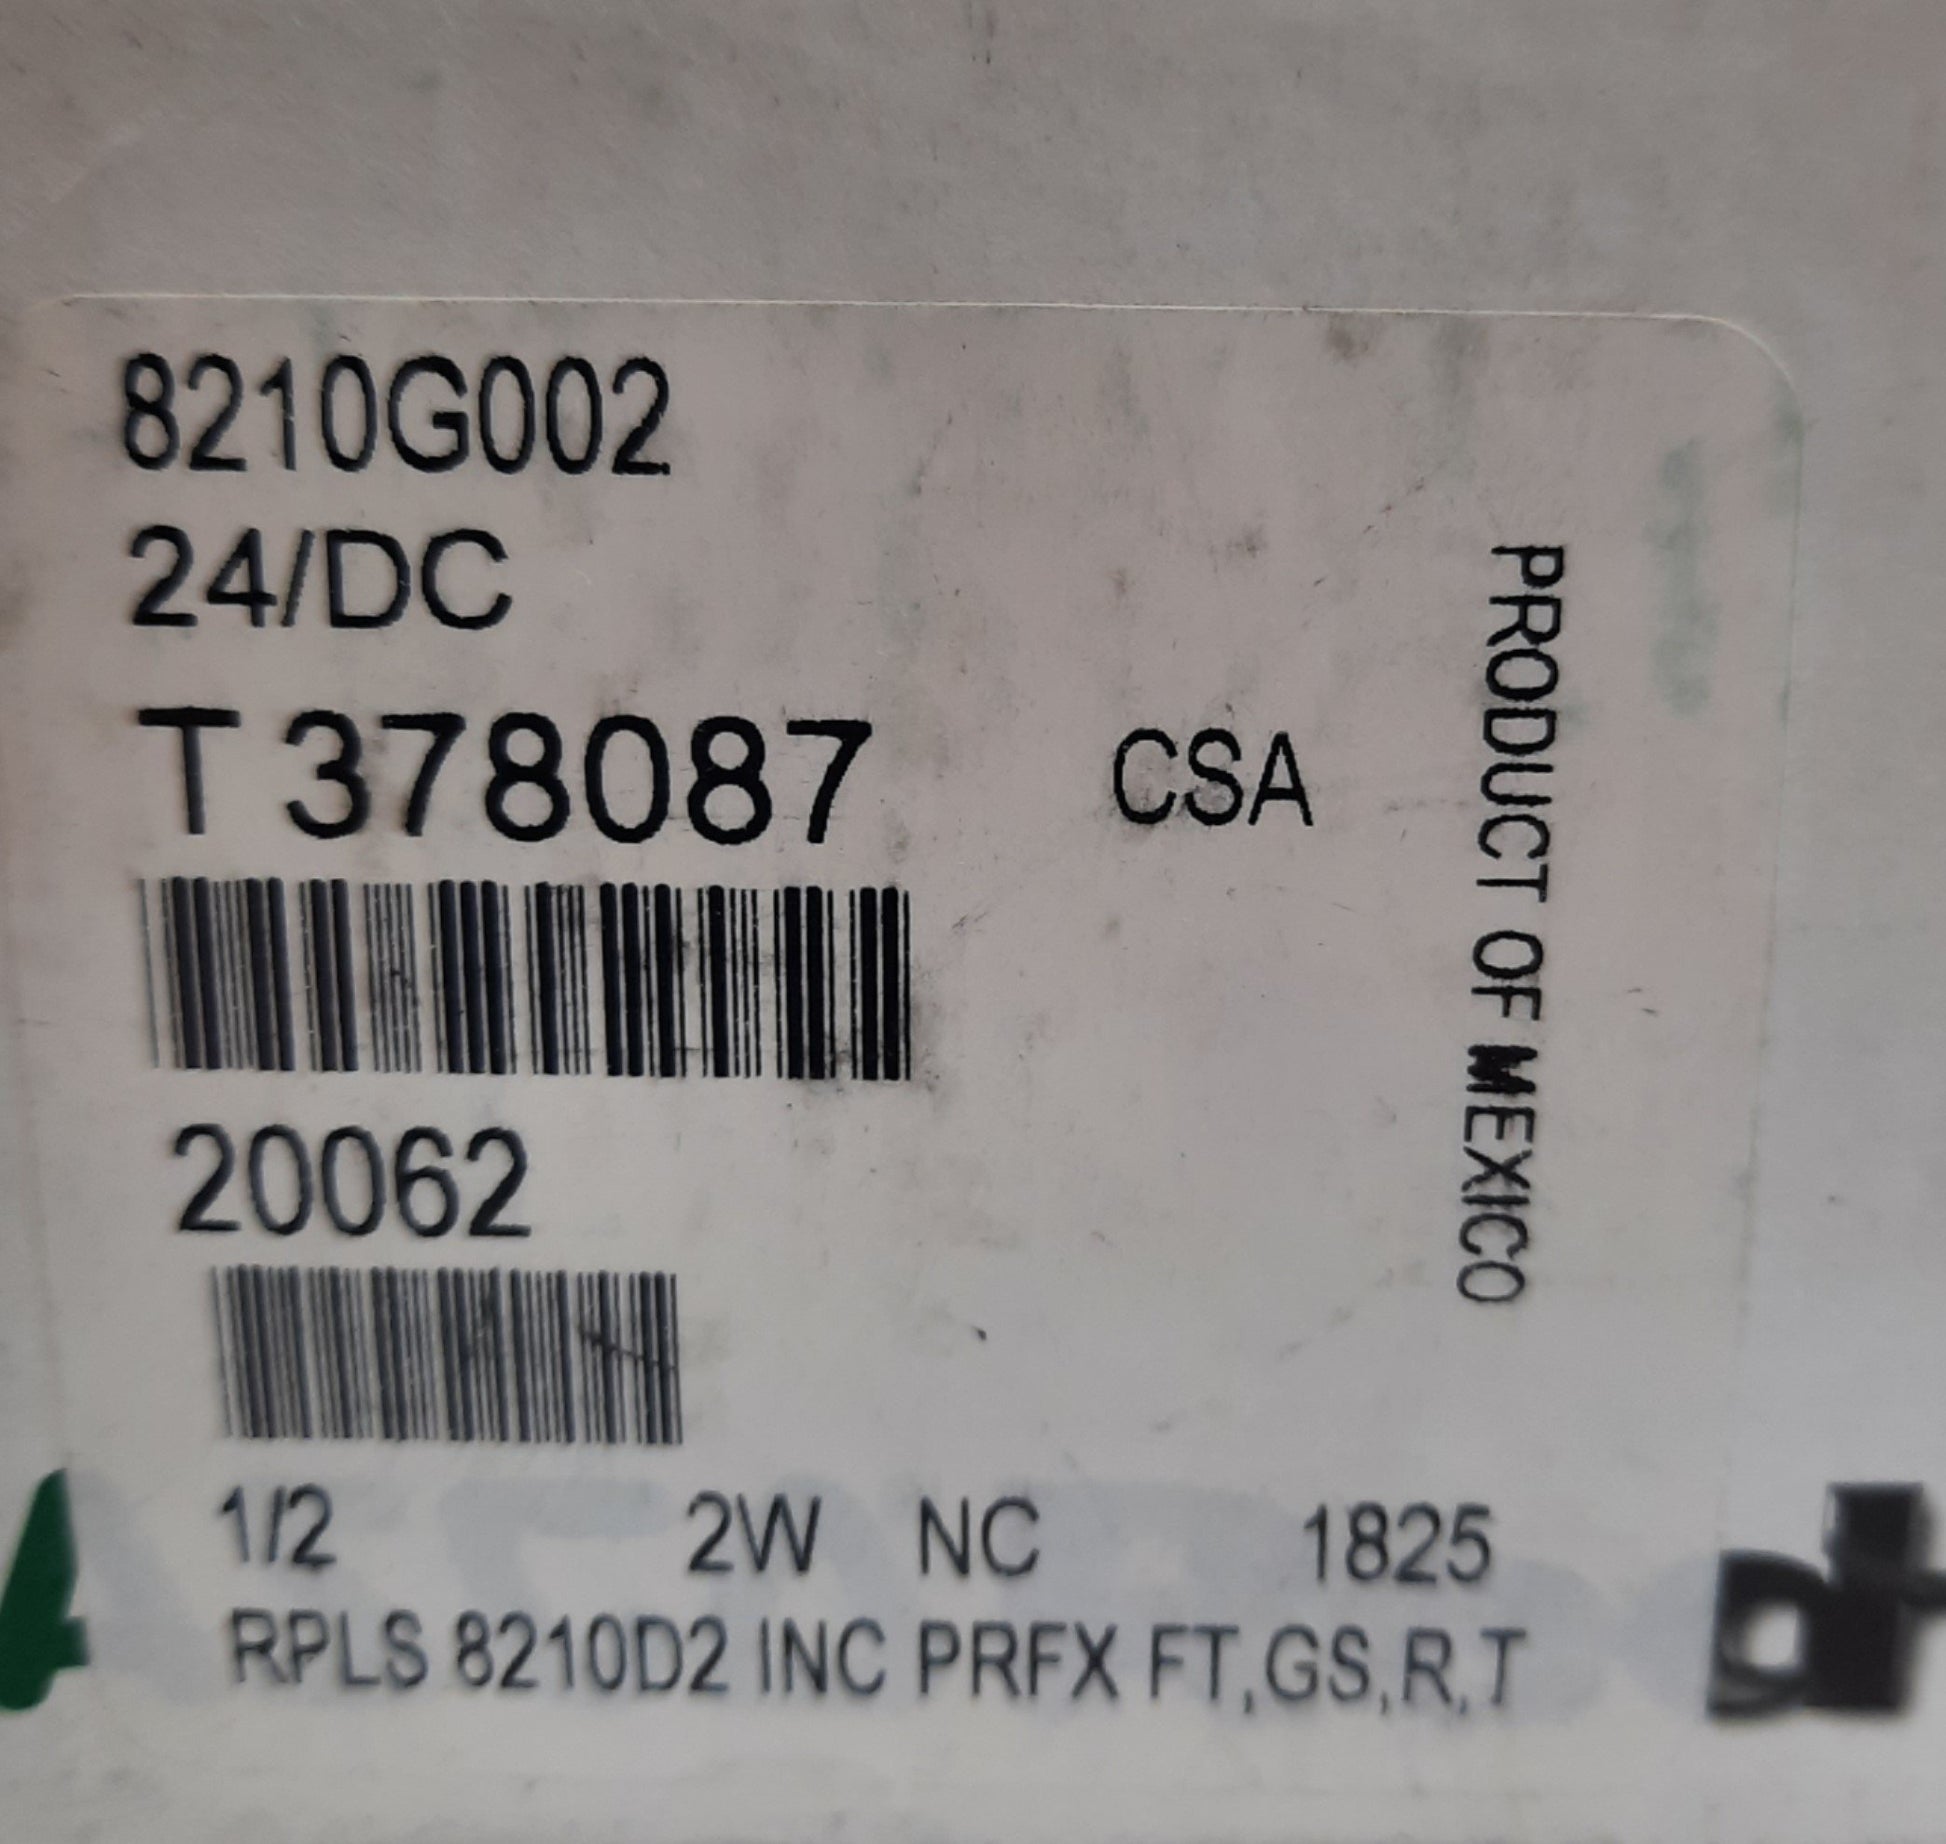 8210G002
24/DC
T 378087
CSA
PRODUCT OF MEXICO
20062
1/2 2W NC 1825
RPLS 8210D2 INC PRFX FT,GS,R,T